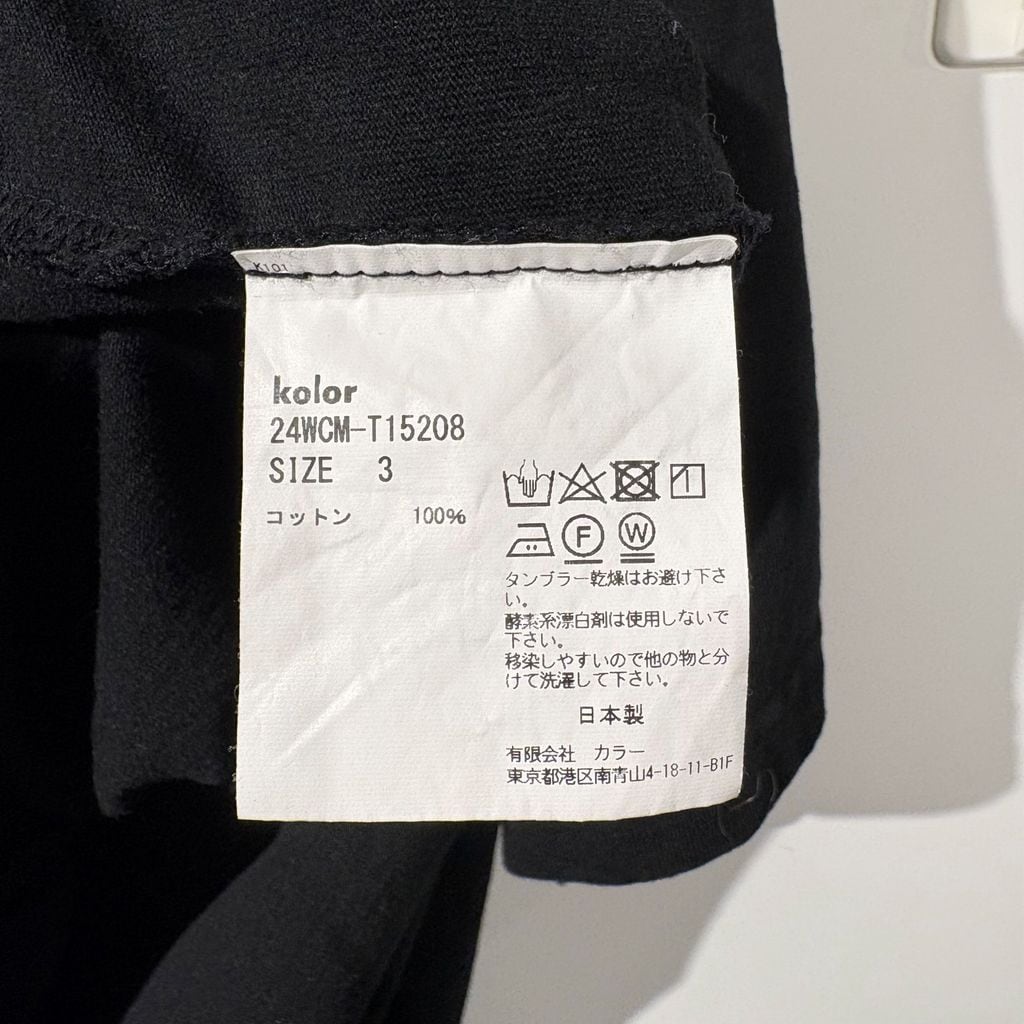 K101
kolor
24WCM-T15208
SIZE 3
コットン 100%
F W
タンブラー乾燥はお避け下さ
い。
酵素系漂白剤は使用しないで
下さい。
移染しやすいので他の物と分
けて洗濯して下さい。
日本製
有限会社 カラー
東京都港区南青山4-18-11-B1F